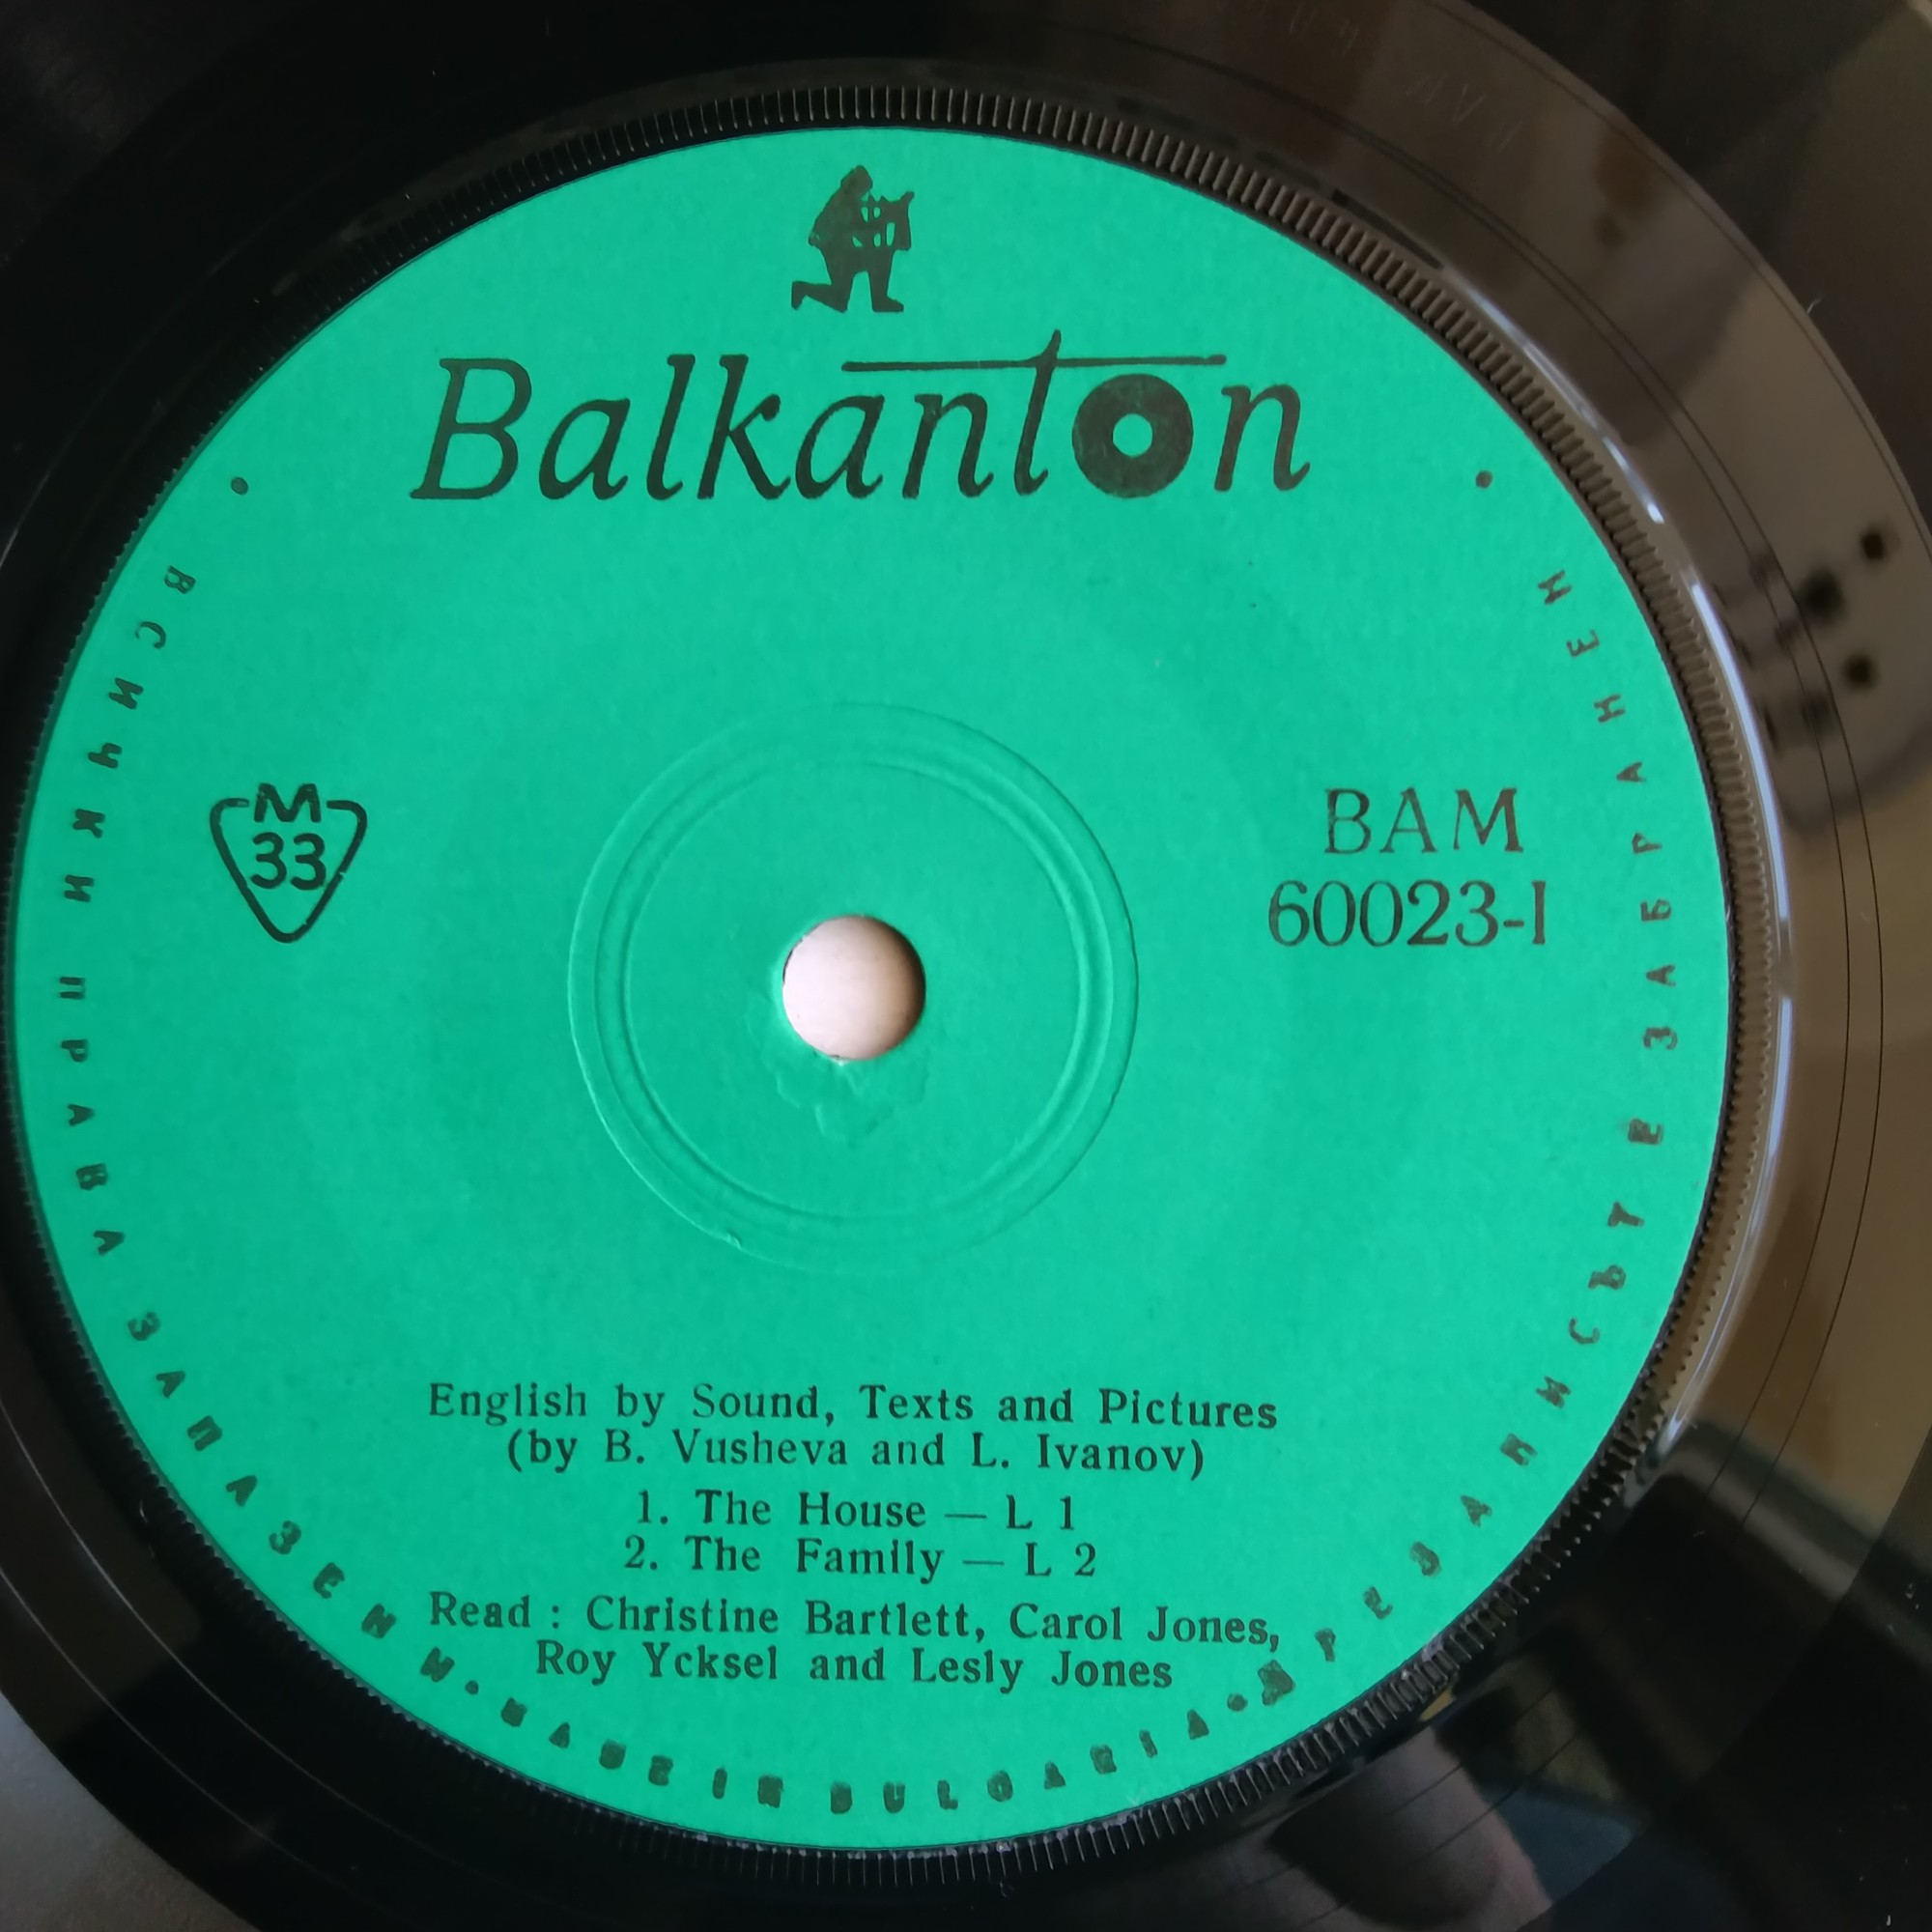 Balkanton
M
33
BAM
60023-I
English by Sound, Texts and Pictures
(by B. Vusheva and L. Ivanov)
1. The House — L 1
2. The Family — L 2
Read : Christine Bartlett, Carol Jones,
Roy Ycksel and Lesly Jones
• ВСИЧКИ ПРАВА ЗАПАЗЕНИ • MADE IN BULGARIA • ПРЕЗАПИСЪТ Е ЗАБРАНЕН •